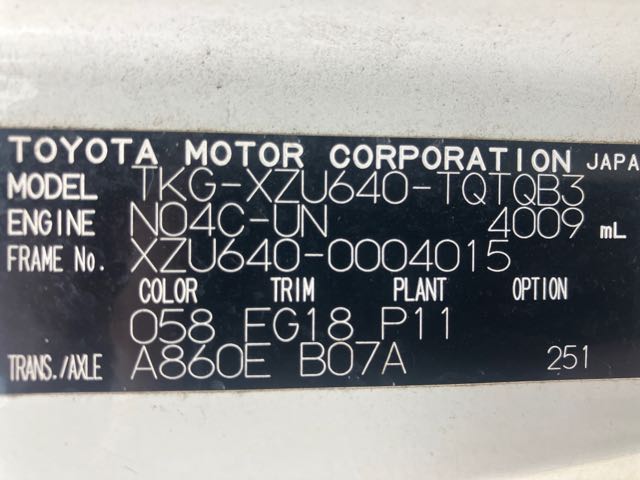 TOYOTA MOTOR CORPORATION JAPA
MODEL TKG-XZU640-TQTQB3
ENGINE N04C-UN 4009 mL
FRAME No. XZU640-0004015
COLOR TRIM PLANT OPTION
058 FG18 P11
TRANS./AXLE A860E B07A 251